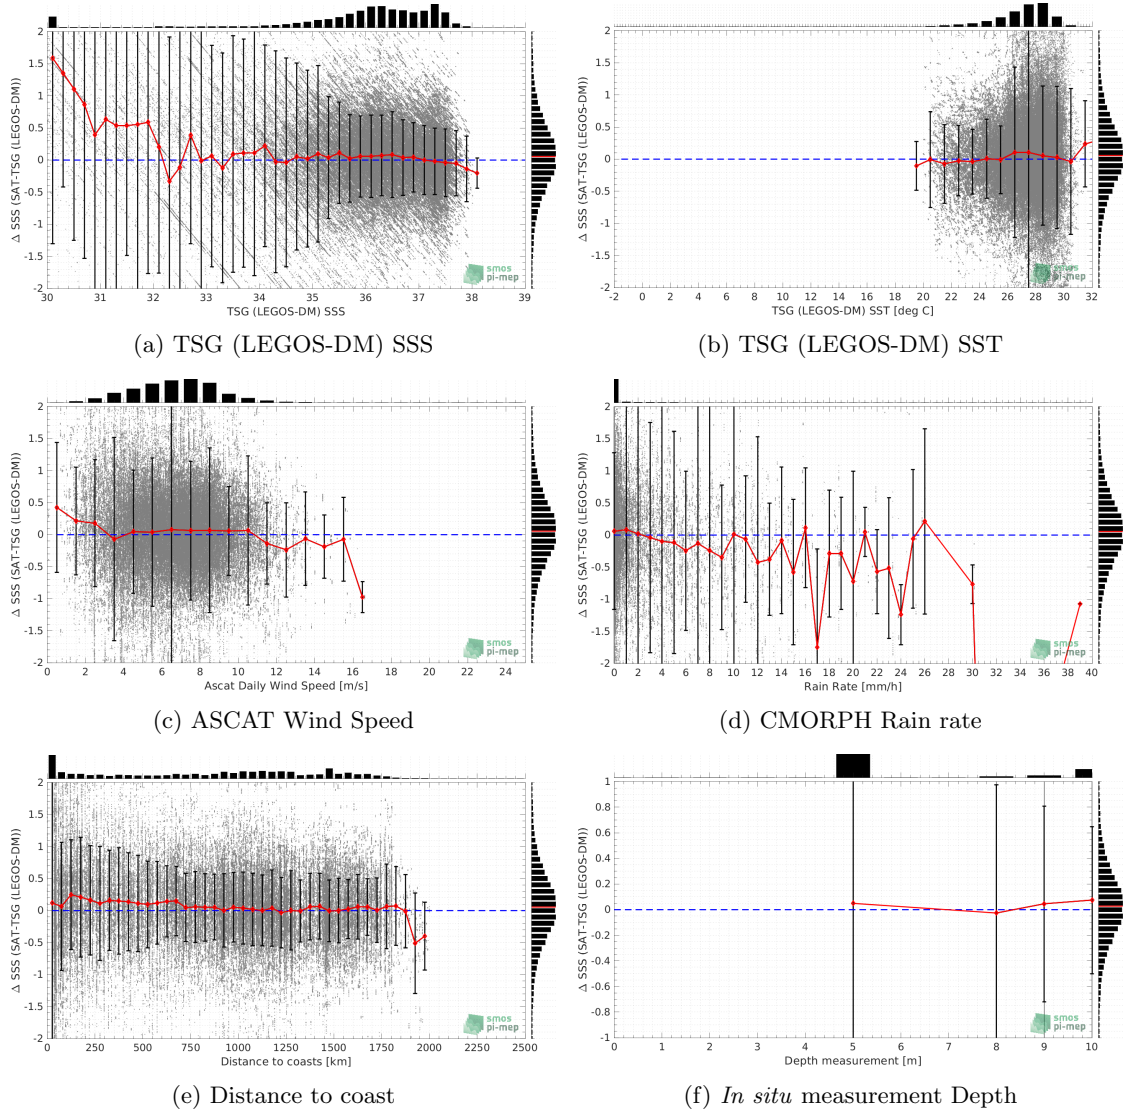 2
1.5
1
0.5
0
-0.5
-1
-1.5
-2
Δ SSS (SAT-TSG (LEGOS-DM))
30 31 32 33 34 35 36 37 38 39
TSG (LEGOS-DM) SSS
smos
pi-mep
(a) TSG (LEGOS-DM) SSS
2
1.5
1
0.5
0
-0.5
-1
-1.5
-2
Δ SSS (SAT-TSG (LEGOS-DM))
-2 0 2 4 6 8 10 12 14 16 18 20 22 24 26 28 30 32
TSG (LEGOS-DM) SST [deg C]
smos
pi-mep
(b) TSG (LEGOS-DM) SST
2
1.5
1
0.5
0
-0.5
-1
-1.5
-2
Δ SSS (SAT-TSG (LEGOS-DM))
0 2 4 6 8 10 12 14 16 18 20 22 24
Ascat Daily Wind Speed [m/s]
smos
pi-mep
(c) ASCAT Wind Speed
2
1.5
1
0.5
0
-0.5
-1
-1.5
-2
Δ SSS (SAT-TSG (LEGOS-DM))
0 2 4 6 8 10 12 14 16 18 20 22 24 26 28 30 32 34 36 38 40
Rain Rate [mm/h]
smos
pi-mep
(d) CMORPH Rain rate
2
1.5
1
0.5
0
-0.5
-1
-1.5
-2
Δ SSS (SAT-TSG (LEGOS-DM))
0 250 500 750 1000 1250 1500 1750 2000 2250 2500
Distance to coasts [km]
smos
pi-mep
(e) Distance to coast
1
0.8
0.6
0.4
0.2
0
-0.2
-0.4
-0.6
-0.8
-1
Δ SSS (SAT-TSG (LEGOS-DM))
0 1 2 3 4 5 6 7 8 9 10
Depth measurement [m]
smos
pi-mep
(f) In situ measurement Depth